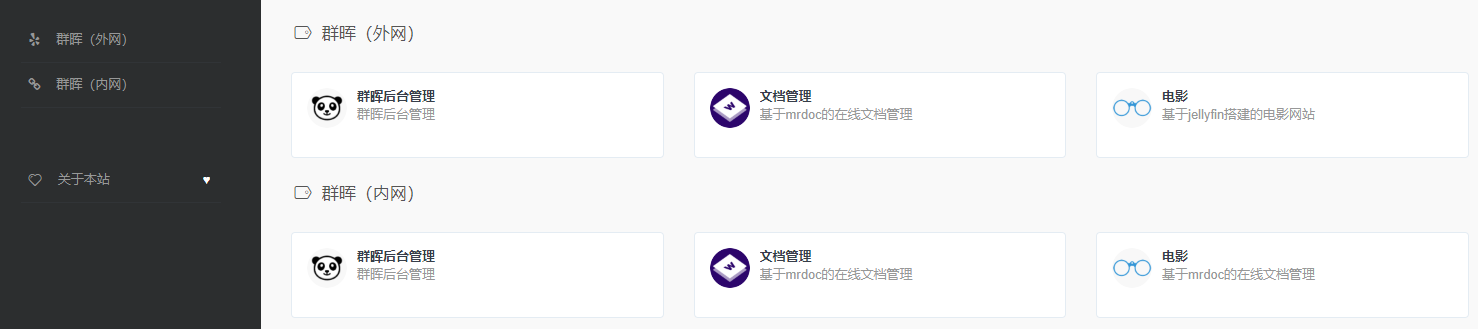 群晖（外网）
群晖（内网）
关于本站
群晖（外网）
群晖后台管理
群晖后台管理
文档管理
基于mrdoc的在线文档管理
电影
基于jellyfin搭建的电影网站
群晖（内网）
群晖后台管理
群晖后台管理
文档管理
基于mrdoc的在线文档管理
电影
基于mrdoc的在线文档管理